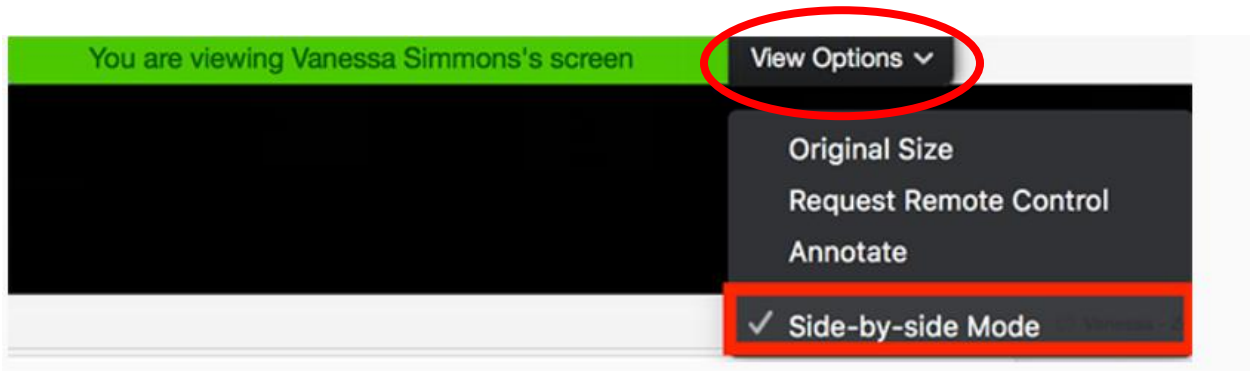 You are viewing Vanessa Simmons's screen
View Options
Original Size
Request Remote Control
Annotate
Side-by-side Mode